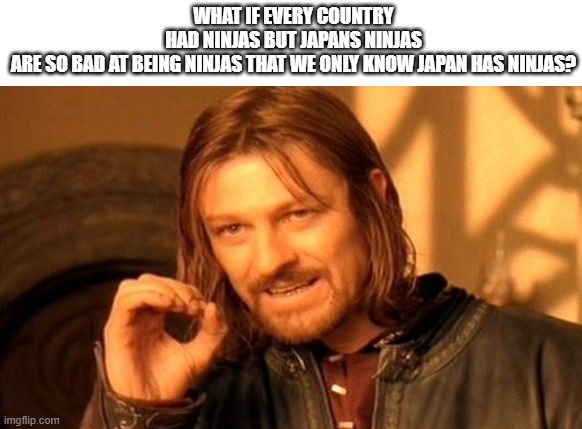 WHAT IF EVERY COUNTRY
HAD NINJAS BUT JAPANS NINJAS
ARE SO BAD AT BEING NINJAS THAT WE ONLY KNOW JAPAN HAS NINJAS?
imgflip.com